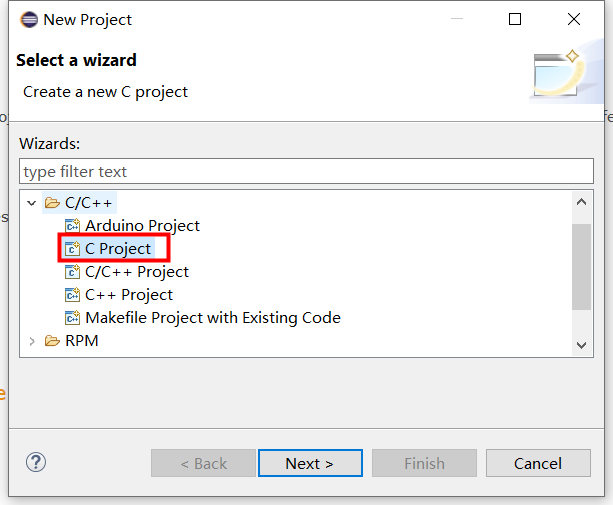 New Project
Select a wizard
Create a new C project
Wizards:
type filter text
C/C++
Arduino Project
C Project
C/C++ Project
C++ Project
Makefile Project with Existing Code
RPM
< Back
Next >
Finish
Cancel